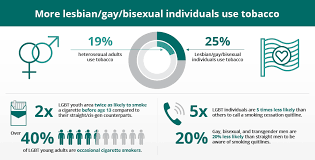 More lesbian/gay/bisexual individuals use tobacco
19%
heterosexual adults
use tobacco
25%
Lesbian/gay/bisexual
individuals use tobacco
2x
LGBT youth are twice as likely to smoke
a cigarette before age 13 compared to
their straight/cis gen counterparts.
Over
40%
of LGBT young adults are occasional cigarette smokers.
5x
LGBT individuals are 5 times less likely than
others to call a smoking cessation quitline.
20%
Gay, bisexual, and transgender men are
20% less likely than straight men to be
aware of smoking quitlines.